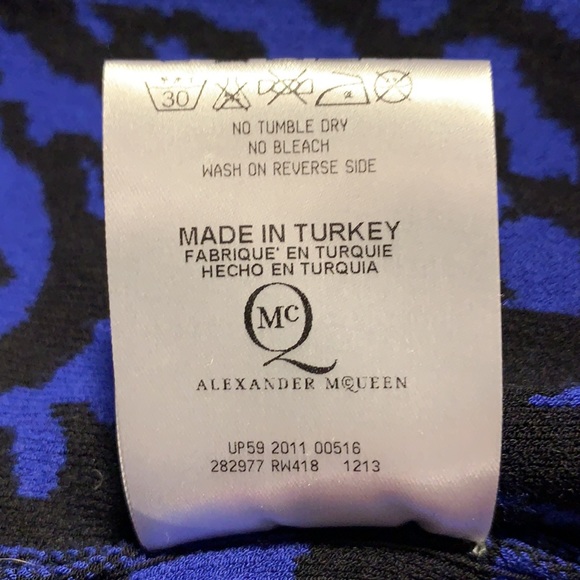 30
NO TUMBLE DRY
NO BLEACH
WASH ON REVERSE SIDE
MADE IN TURKEY
FABRIQUE' EN TURQUIE
HECHO EN TURQUIA
McQ
ALEXANDER McQUEEN
UP59 2011 00516
282977 RW418 1213